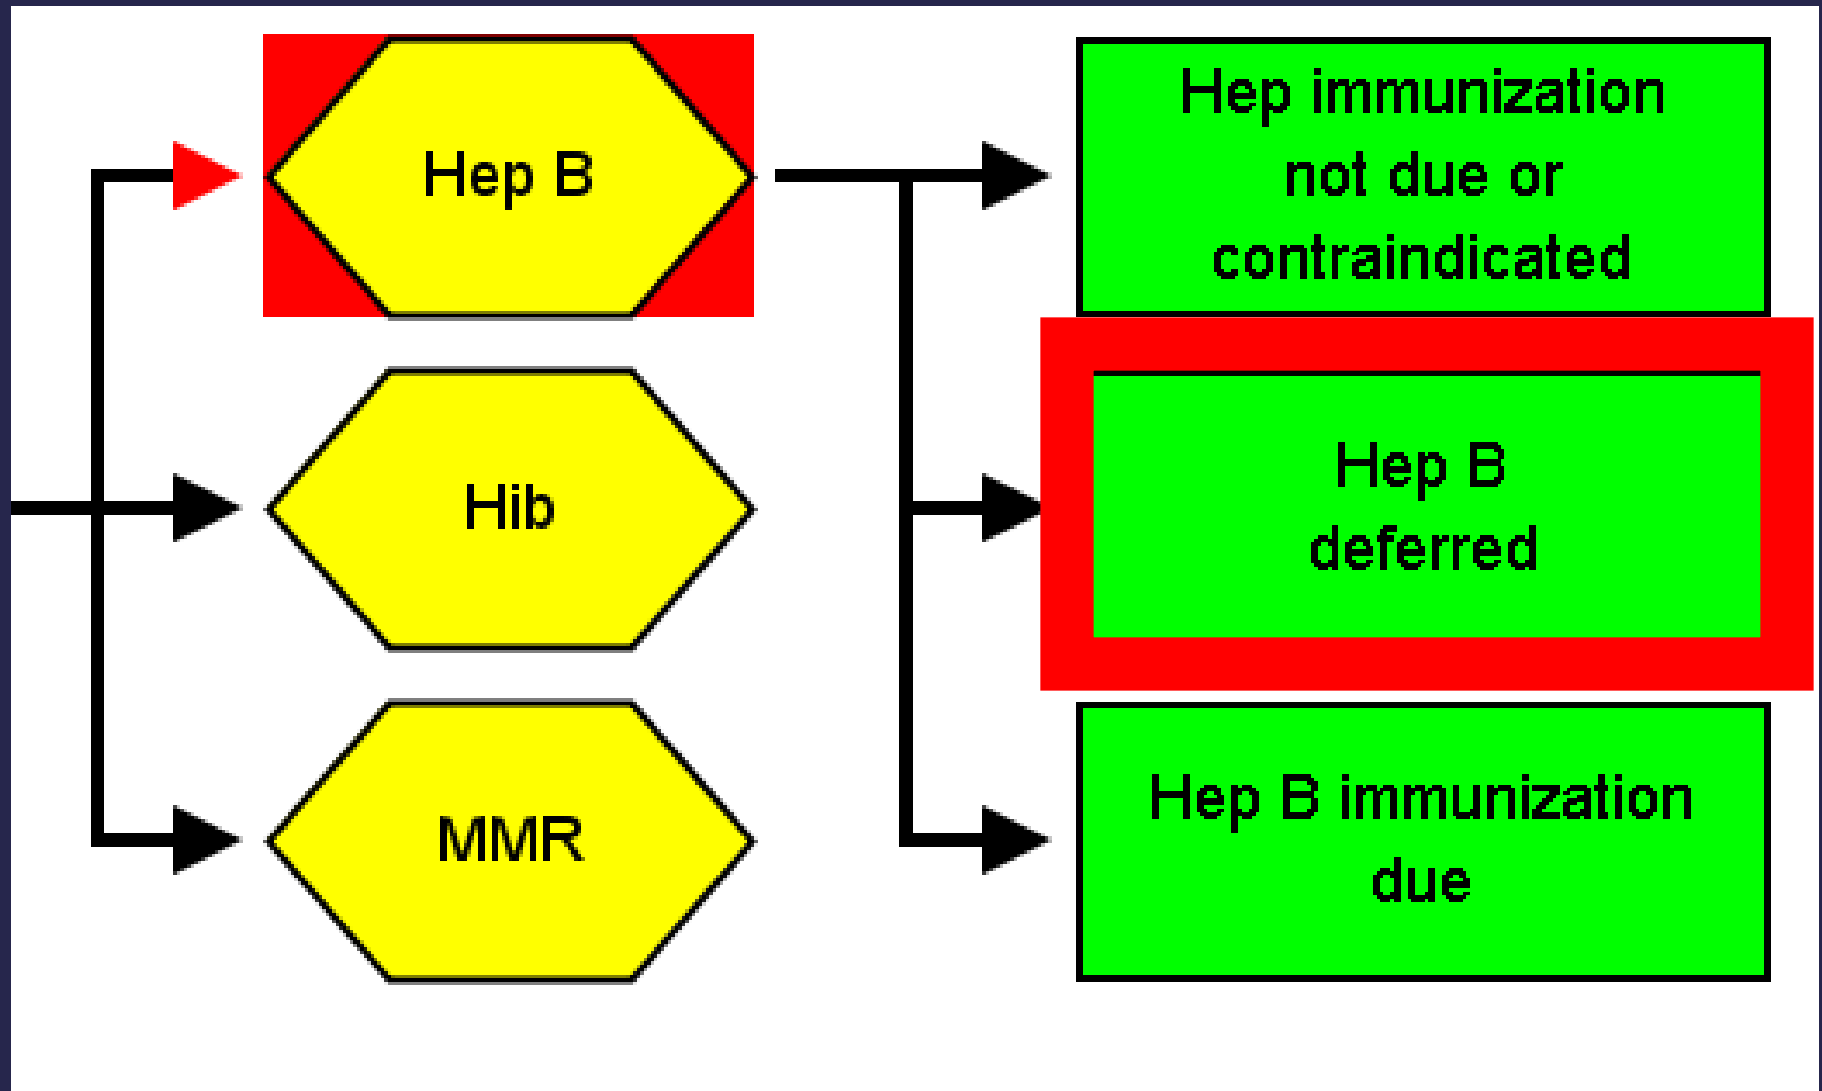 Hep B
Hib
MMR
Hep immunization
not due or
contraindicated
Hep B
deferred
Hep B immunization
due